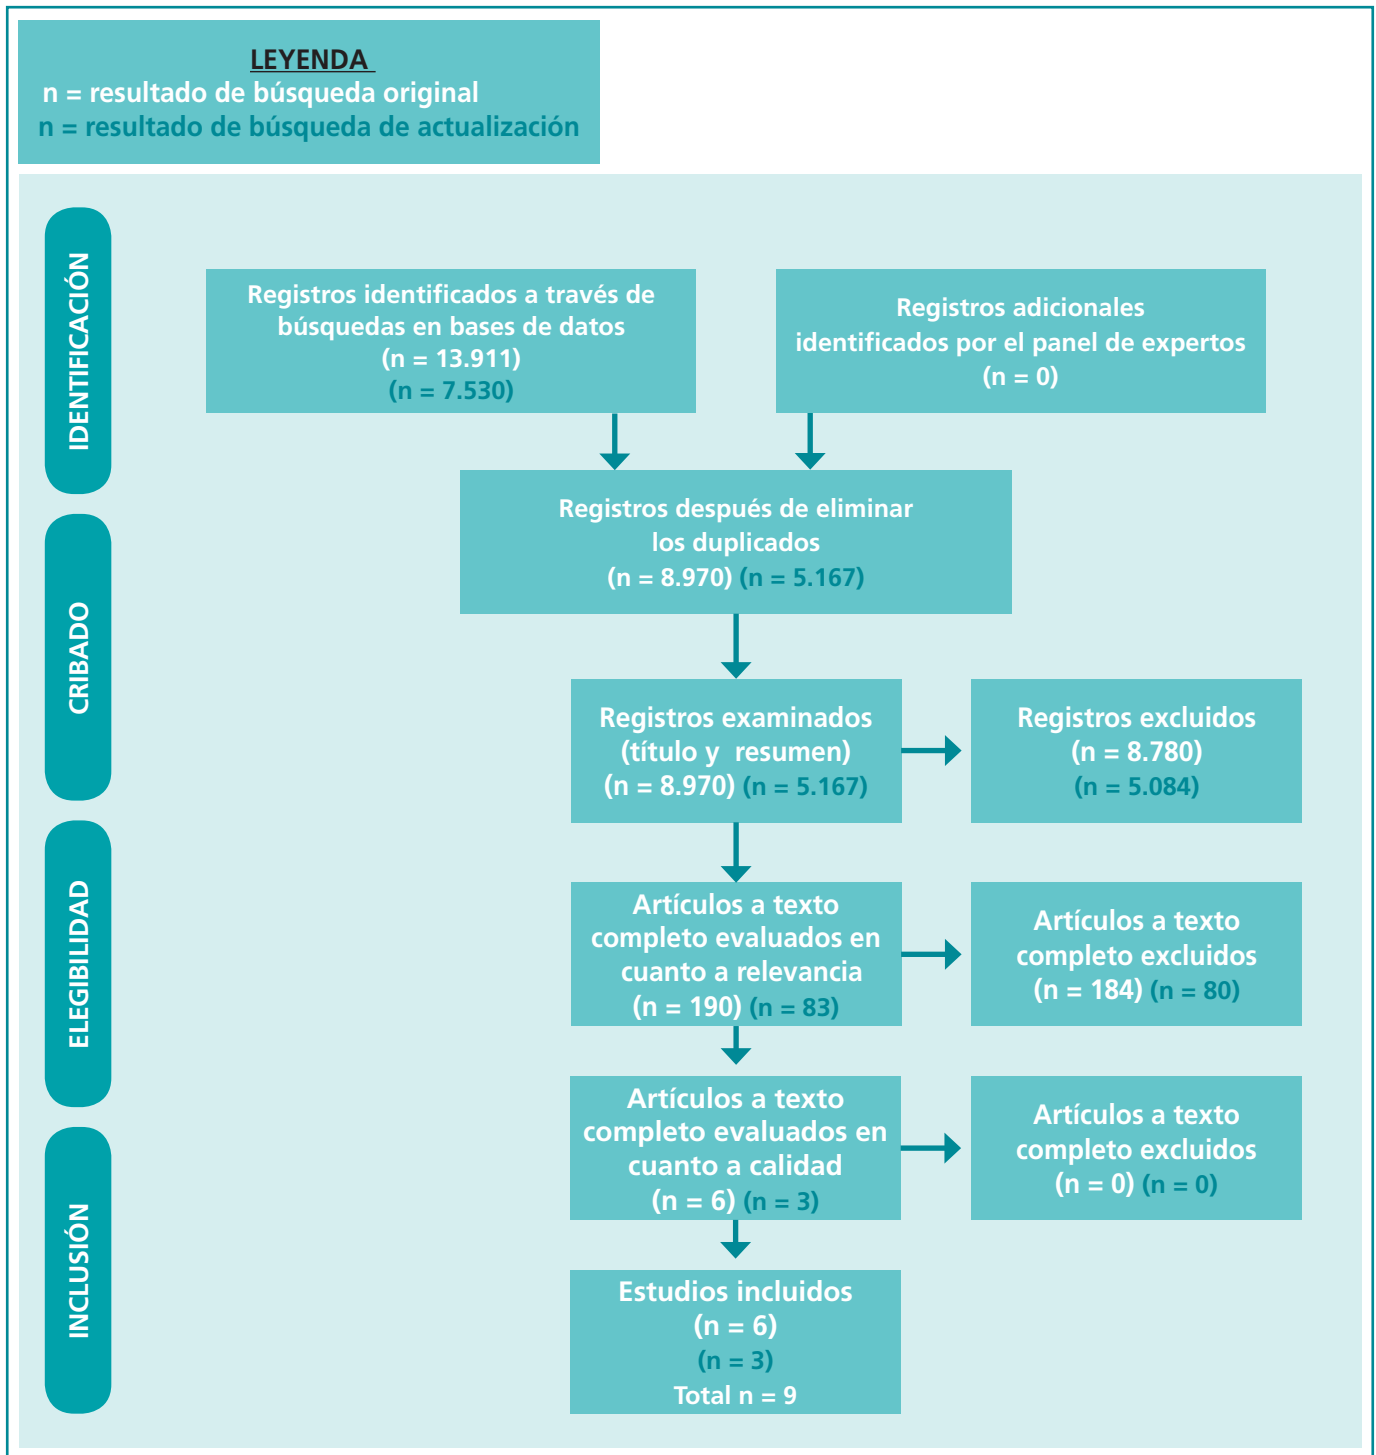 LEYENDA
n = resultado de búsqueda original
n = resultado de búsqueda de actualización
IDENTIFICACIÓN
Registros identificados a través de
búsquedas en bases de datos
(n = 13.911)
(n = 7.530)
Registros adicionales
identificados por el panel de expertos
(n = 0)
Registros después de eliminar
los duplicados
(n = 8.970) (n = 5.167)
CRIBADO
Registros examinados
(título y resumen)
(n = 8.970) (n = 5.167)
Registros excluidos
(n = 8.780)
(n = 5.084)
ELEGIBILIDAD
Artículos a texto
completo evaluados en
cuanto a relevancia
(n = 190) (n = 83)
Artículos a texto
completo excluidos
(n = 184) (n = 80)
Artículos a texto
completo evaluados en
cuanto a calidad
(n = 6) (n = 3)
Artículos a texto
completo excluidos
(n = 0) (n = 0)
INCLUSIÓN
Estudios incluidos
(n = 6)
(n = 3)
Total n = 9